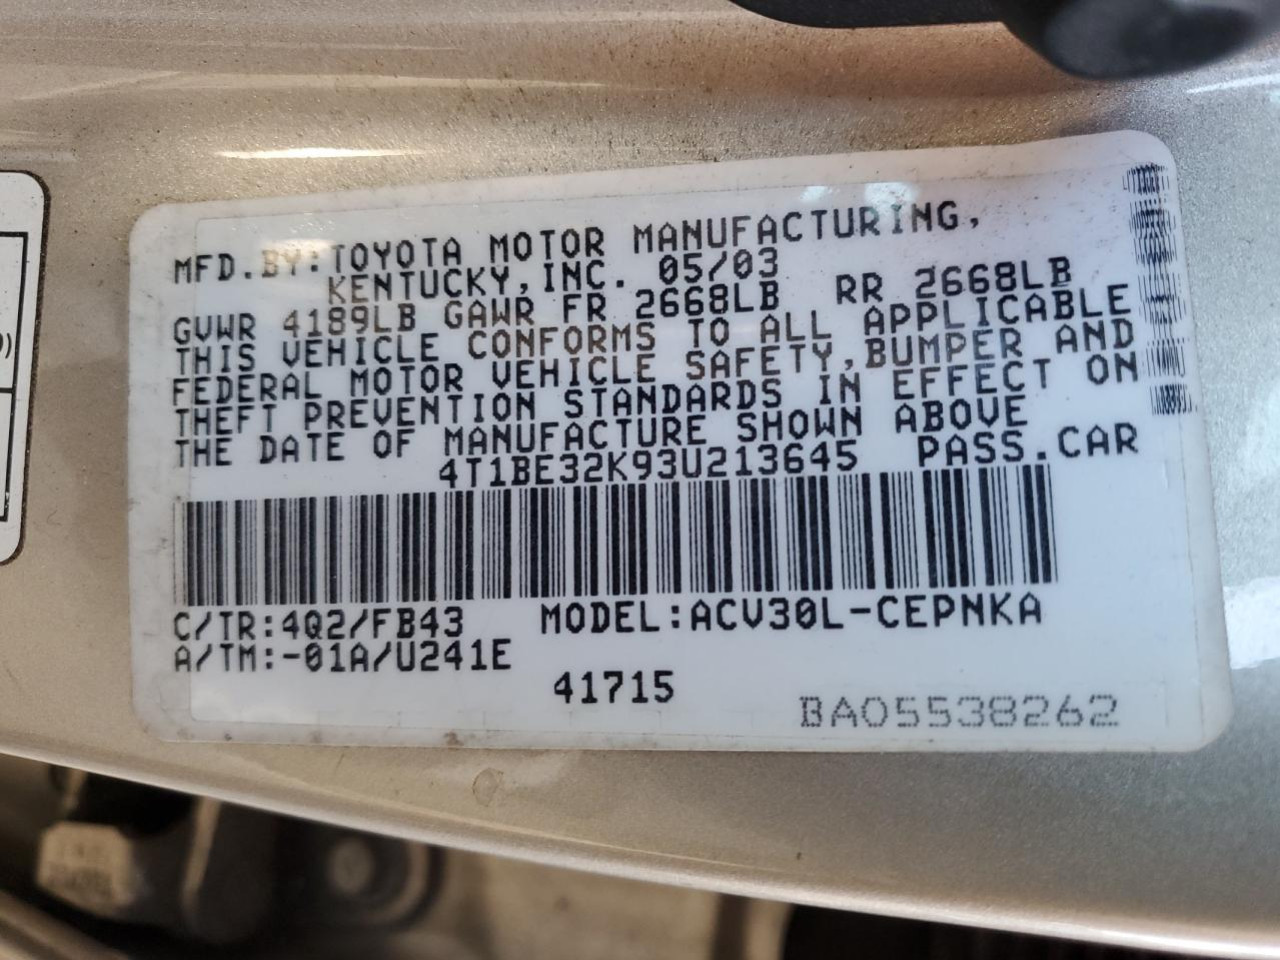 MFD.BY:TOYOTA MOTOR MANUFACTURING,
KENTUCKY,INC. 05/03
GVWR 4189LB GAWR FR 2668LB RR 2668LB
THIS VEHICLE CONFORMS TO ALL APPLICABLE
FEDERAL MOTOR VEHICLE SAFETY,BUMPER AND
THEFT PREVENTION STANDARDS IN EFFECT ON
THE DATE OF MANUFACTURE SHOWN ABOVE
4T1BE32K93U213645 PASS.CAR
C/TR:4Q2/FB43 MODEL:ACV30L-CEPNKA
A/TM:-01A/U241E
41715
BA05538262